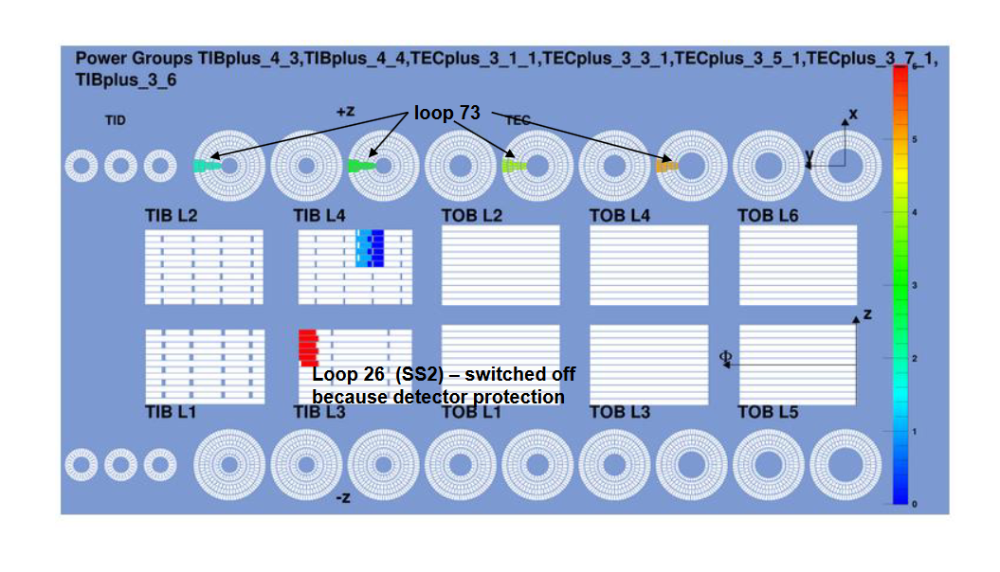 Power Groups TIBplus_4_3,TIBplus_4_4,TECplus_3_1_1,TECplus_3_3_1,TECplus_3_5_1,TECplus_3_7_1,
TIBplus_3_6
TID
+z
loop 73
TEC
x
y
TIB L2
TIB L4
TOB L2
TOB L4
TOB L6
z
Φ
Loop 26 (SS2) – switched off
because detector protection
TIB L1
TIB L3
TOB L1
TOB L3
TOB L5
-z
6
5
4
3
2
1
0